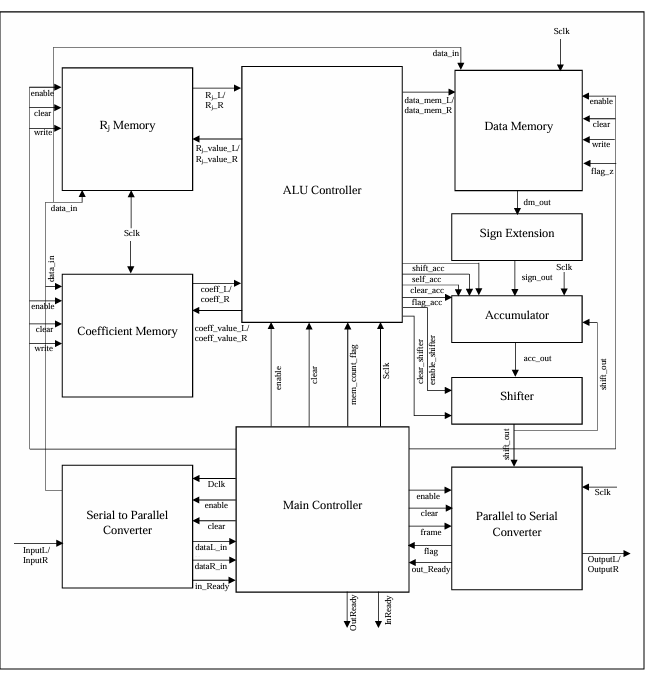 Sclk
data_in
enable
clear
write
Rj Memory
Rj_L/
Rj_R
Rj_value_L/
Rj_value_R
ALU Controller
data_mem_L/
data_mem_R
Data Memory
enable
clear
write
flag_z
data_in
Sclk
dm_out
Sign Extension
sign_out
Sclk
shift_acc
self_acc
clear_acc
flag_acc
data_in
enable
clear
write
Coefficient Memory
coeff_L/
coeff_R
coeff_value_L/
coeff_value_R
Accumulator
acc_out
shift_out
clear_shifter
enable_shifter
Shifter
shift_out
enable
clear
mem_count_flag
Sclk
Serial to Parallel
Converter
InputL/
InputR
Dclk
enable
clear
dataL_in
dataR_in
in_Ready
Main Controller
enable
clear
frame
flag
out_Ready
Parallel to Serial
Converter
Sclk
OutputL/
OutputR
OutReady
InReady